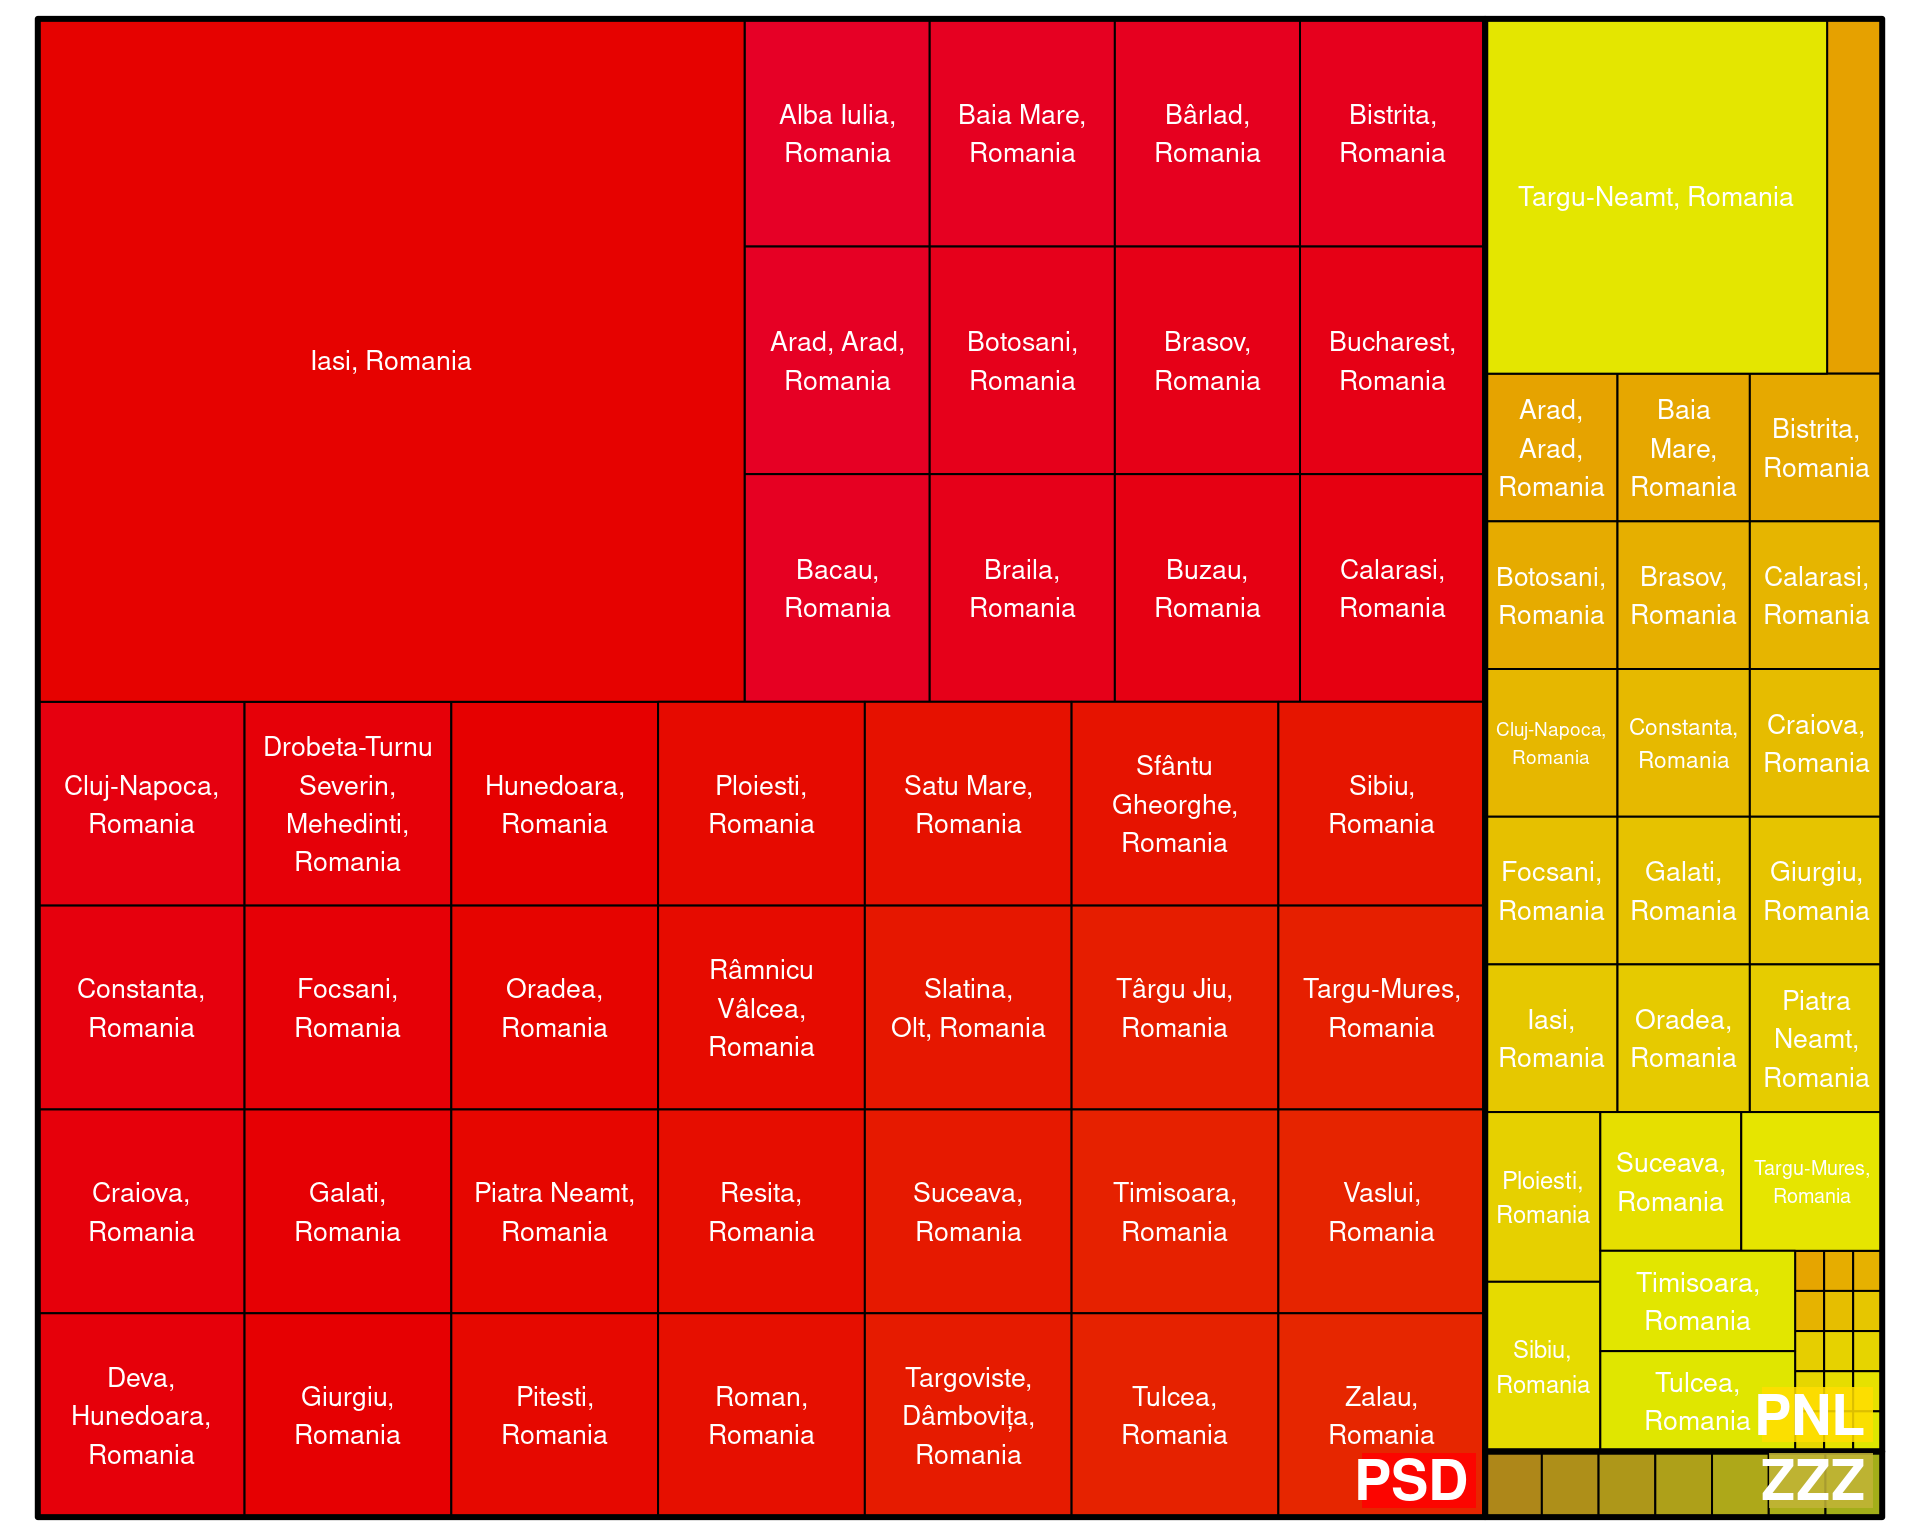 Iasi, Romania
Alba Iulia,
Romania
Baia Mare,
Romania
Bârlad,
Romania
Bistrita,
Romania
Arad, Arad,
Romania
Botosani,
Romania
Brasov,
Romania
Bucharest,
Romania
Bacau,
Romania
Braila,
Romania
Buzau,
Romania
Calarasi,
Romania
Cluj-Napoca,
Romania
Drobeta-Turnu
Severin,
Mehedinti,
Romania
Hunedoara,
Romania
Ploiesti,
Romania
Satu Mare,
Romania
Sfântu
Gheorghe,
Romania
Sibiu,
Romania
Constanta,
Romania
Focsani,
Romania
Oradea,
Romania
Râmnicu
Vâlcea,
Romania
Slatina,
Olt, Romania
Târgu Jiu,
Romania
Targu-Mures,
Romania
Craiova,
Romania
Galati,
Romania
Piatra Neamt,
Romania
Resita,
Romania
Suceava,
Romania
Timisoara,
Romania
Vaslui,
Romania
Deva,
Hunedoara,
Romania
Giurgiu,
Romania
Pitesti,
Romania
Roman,
Romania
Targoviste,
Dâmbovița,
Romania
Tulcea,
Romania
Zalau,
Romania
PSD
Targu-Neamt, Romania
Arad,
Arad,
Romania
Baia
Mare,
Romania
Bistrita,
Romania
Botosani,
Romania
Brasov,
Romania
Calarasi,
Romania
Cluj-Napoca,
Romania
Constanta,
Romania
Craiova,
Romania
Focsani,
Romania
Galati,
Romania
Giurgiu,
Romania
Iasi,
Romania
Oradea,
Romania
Piatra
Neamt,
Romania
Ploiesti,
Romania
Suceava,
Romania
Targu-Mures,
Romania
Sibiu,
Romania
Timisoara,
Romania
Tulcea,
Romania
PNL
ZZZ